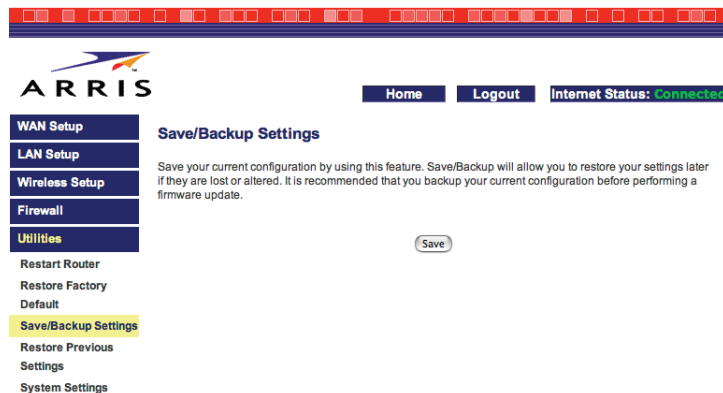 ARRIS
Home
Logout
Internet Status: Connected
WAN Setup
LAN Setup
Wireless Setup
Firewall
Utilities
Restart Router
Restore Factory
Default
Save/Backup Settings
Restore Previous
Settings
System Settings
Save/Backup Settings
Save your current configuration by using this feature. Save/Backup will allow you to restore your settings later
if they are lost or altered. It is recommended that you backup your current configuration before performing a
firmware update.
Save